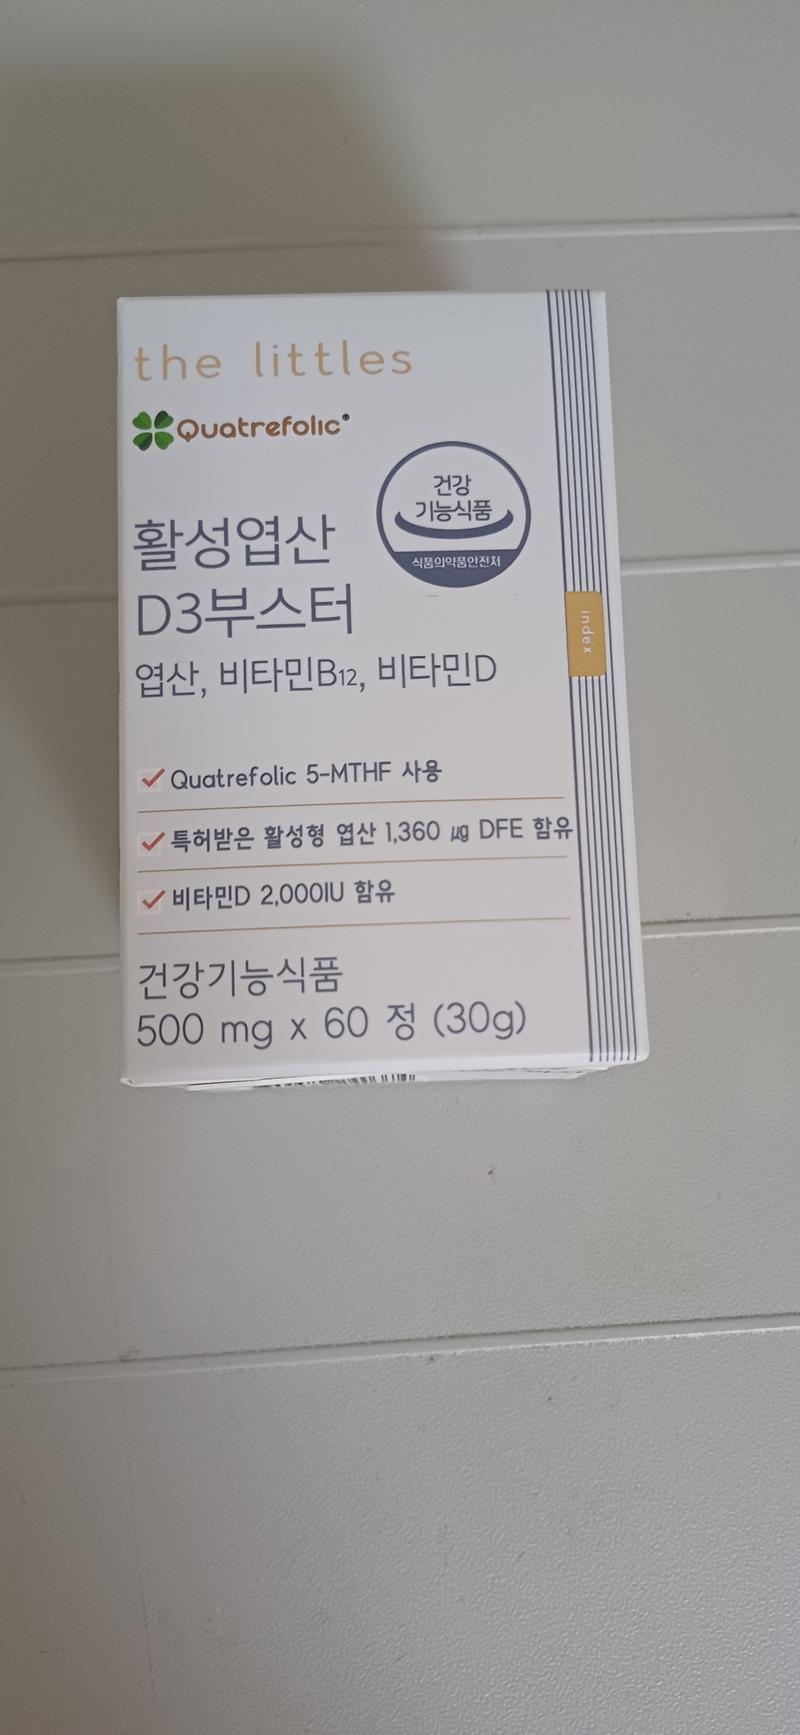 the littles
Quatrefolic®
건강
기능식품
식품의약품안전처
활성엽산
D3부스터
엽산, 비타민B12, 비타민D
index
Quatrefolic 5-MTHF 사용
특허받은 활성형 엽산 1,360 ㎍ DFE 함유
비타민D 2,000IU 함유
건강기능식품
500 mg x 60 정 (30g)